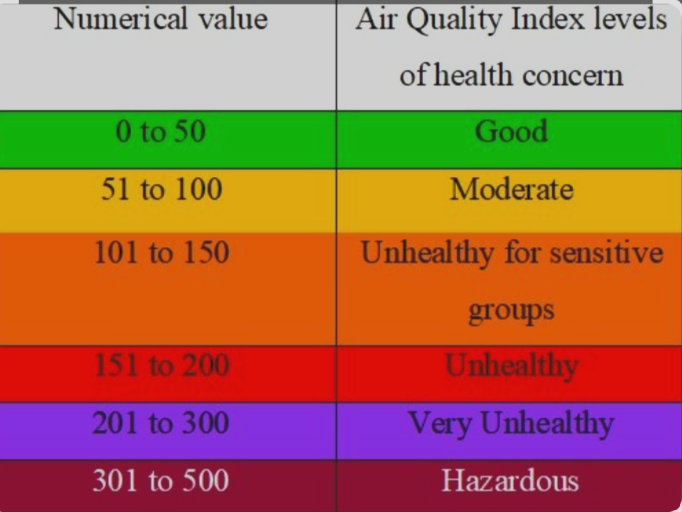 Numerical value
Air Quality Index levels
of health concern
0 to 50
Good
51 to 100
Moderate
101 to 150
Unhealthy for sensitive
groups
151 to 200
Unhealthy
201 to 300
Very Unhealthy
301 to 500
Hazardous